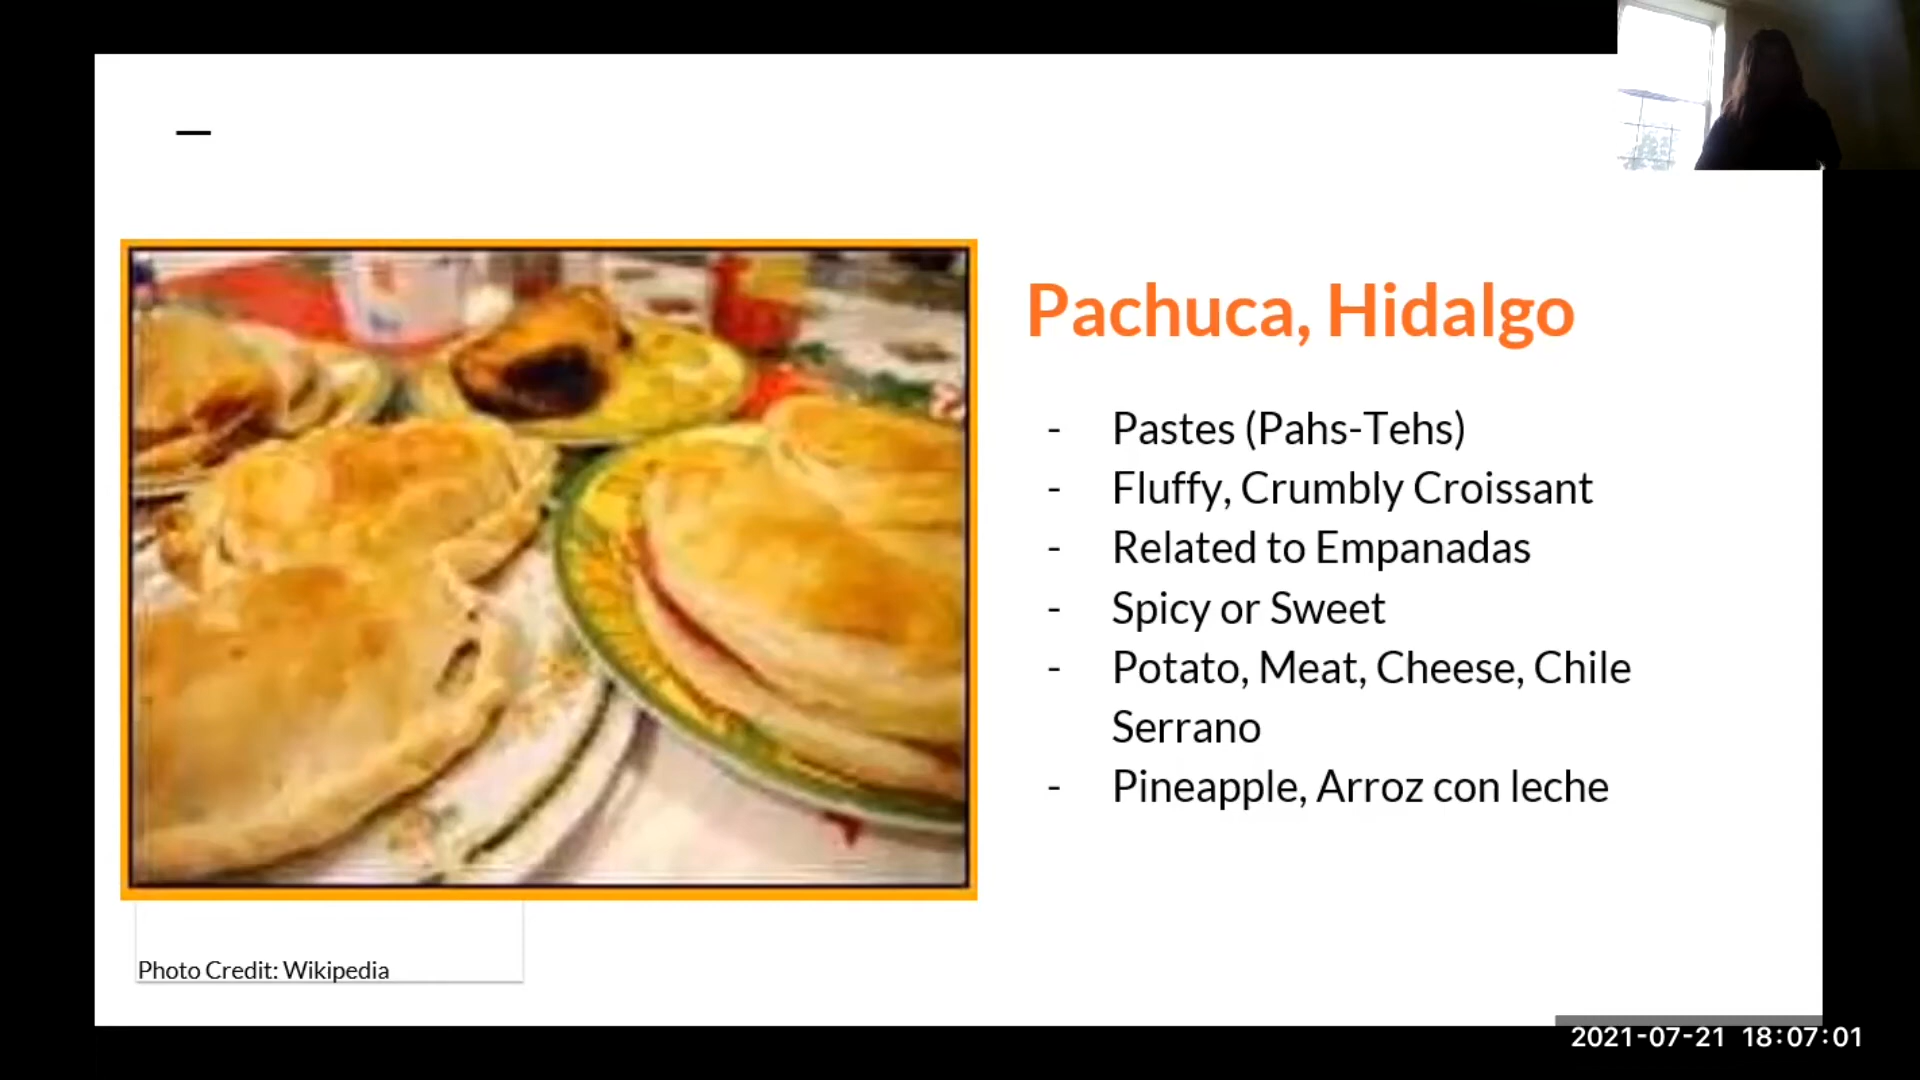 Pachuca, Hidalgo
- Pastes (Pahs-Tehs)
- Fluffy, Crumbly Croissant
- Related to Empanadas
- Spicy or Sweet
- Potato, Meat, Cheese, Chile
Serrano
- Pineapple, Arroz con leche
Photo Credit: Wikipedia
2021-07-21 18:07:01